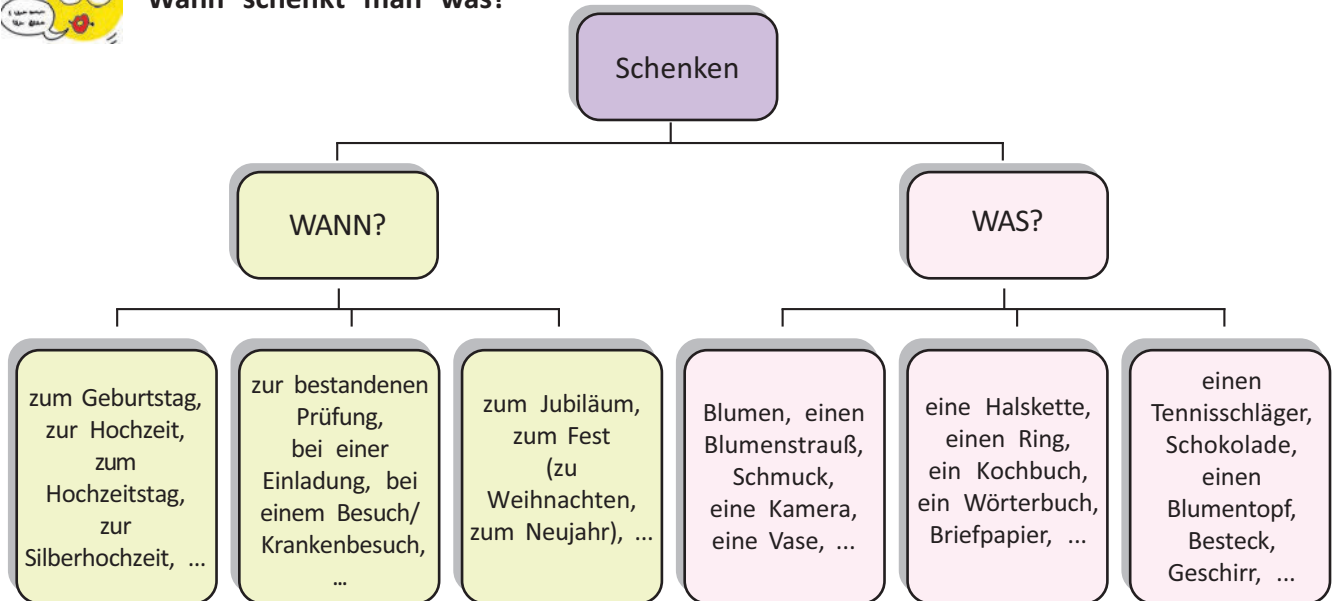 Wann schenkt man was?
Schenken
WANN?
WAS?
zum Geburtstag,
zur Hochzeit,
zum
Hochzeitstag,
zur
Silberhochzeit, ...
zur bestandenen
Prüfung,
bei einer
Einladung, bei
einem Besuch/
Krankenbesuch,
...
zum Jubiläum,
zum Fest
(zu
Weihnachten,
zum Neujahr), ...
Blumen, einen
Blumenstrauß,
Schmuck,
eine Kamera,
eine Vase, ...
eine Halskette,
einen Ring,
ein Kochbuch,
ein Wörterbuch,
Briefpapier, ...
einen
Tennisschläger,
Schokolade,
einen
Blumentopf,
Besteck,
Geschirr, ...